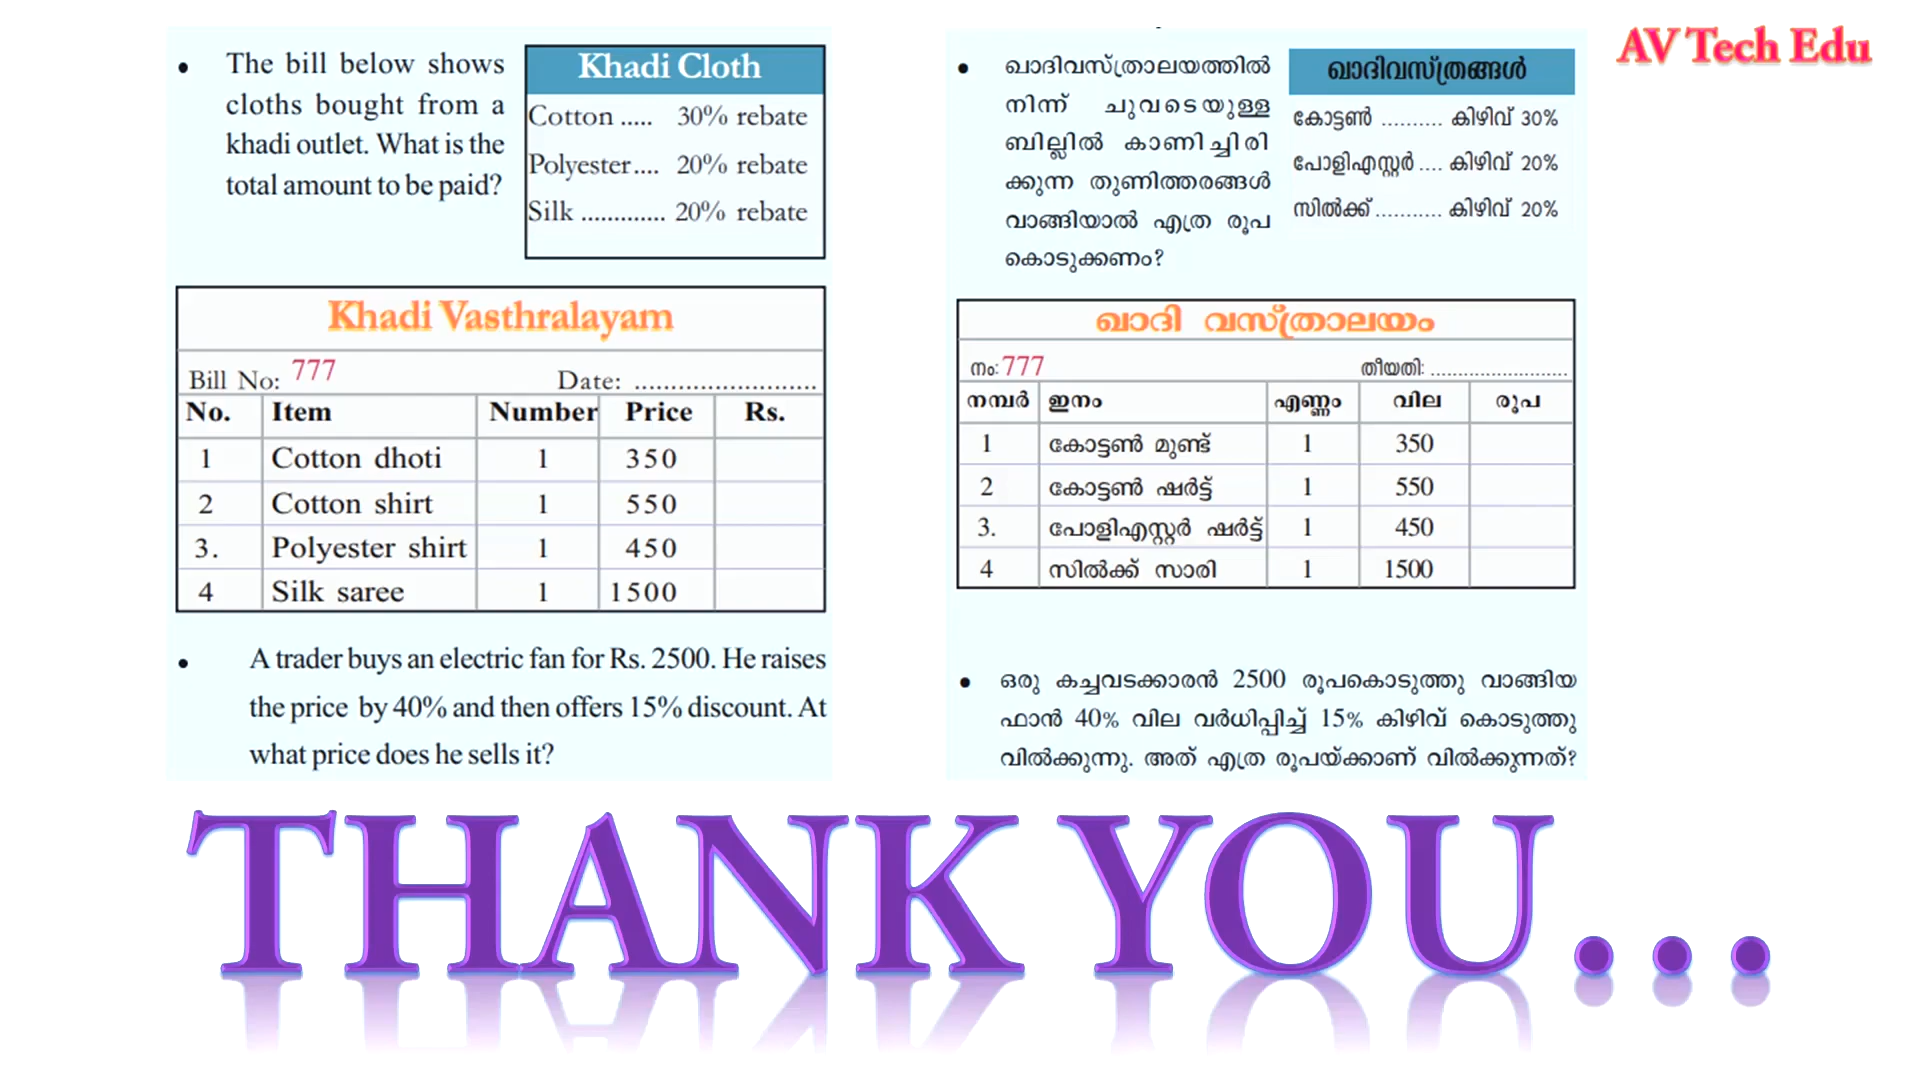 AV Tech Edu
• The bill below shows
cloths bought from a
khadi outlet. What is the
total amount to be paid?
Khadi Cloth
Cotton ..... 30% rebate
Polyester.... 20% rebate
Silk ............. 20% rebate
Khadi Vasthralayam
Bill No: 777 Date: .........................
No. Item Number Price Rs.
1 Cotton dhoti 1 350
2 Cotton shirt 1 550
3. Polyester shirt 1 450
4 Silk saree 1 1500
• A trader buys an electric fan for Rs. 2500. He raises
the price by 40% and then offers 15% discount. At
what price does he sells it?
• ഖാദിവസ്ത്രാലയത്തിൽ
നിന്ന് ചുവടെയുള്ള
ബില്ലിൽ കാണിച്ചിരി
ക്കുന്ന തുണിത്തരങ്ങൾ
വാങ്ങിയാൽ എത്ര രൂപ
കൊടുക്കണം?
ഖാദിവസ്ത്രങ്ങൾ
കോട്ടൺ .......... കിഴിവ് 30%
പോളിഎസ്റ്റർ .... കിഴിവ് 20%
സിൽക്ക് ........... കിഴിവ് 20%
ഖാദി വസ്ത്രാലയം
നം: 777 തീയതി: .........................
നമ്പർ ഇനം എണ്ണം വില രൂപ
1 കോട്ടൺ മുണ്ട് 1 350
2 കോട്ടൺ ഷർട്ട് 1 550
3. പോളിഎസ്റ്റർ ഷർട്ട് 1 450
4 സിൽക്ക് സാരി 1 1500
• ഒരു കച്ചവടക്കാരൻ 2500 രൂപകൊടുത്തു വാങ്ങിയ
ഫാൻ 40% വില വർധിപ്പിച്ച് 15% കിഴിവ് കൊടുത്തു
വിൽക്കുന്നു. അത് എത്ര രൂപയ്ക്കാണ് വിൽക്കുന്നത്?
THANK YOU...